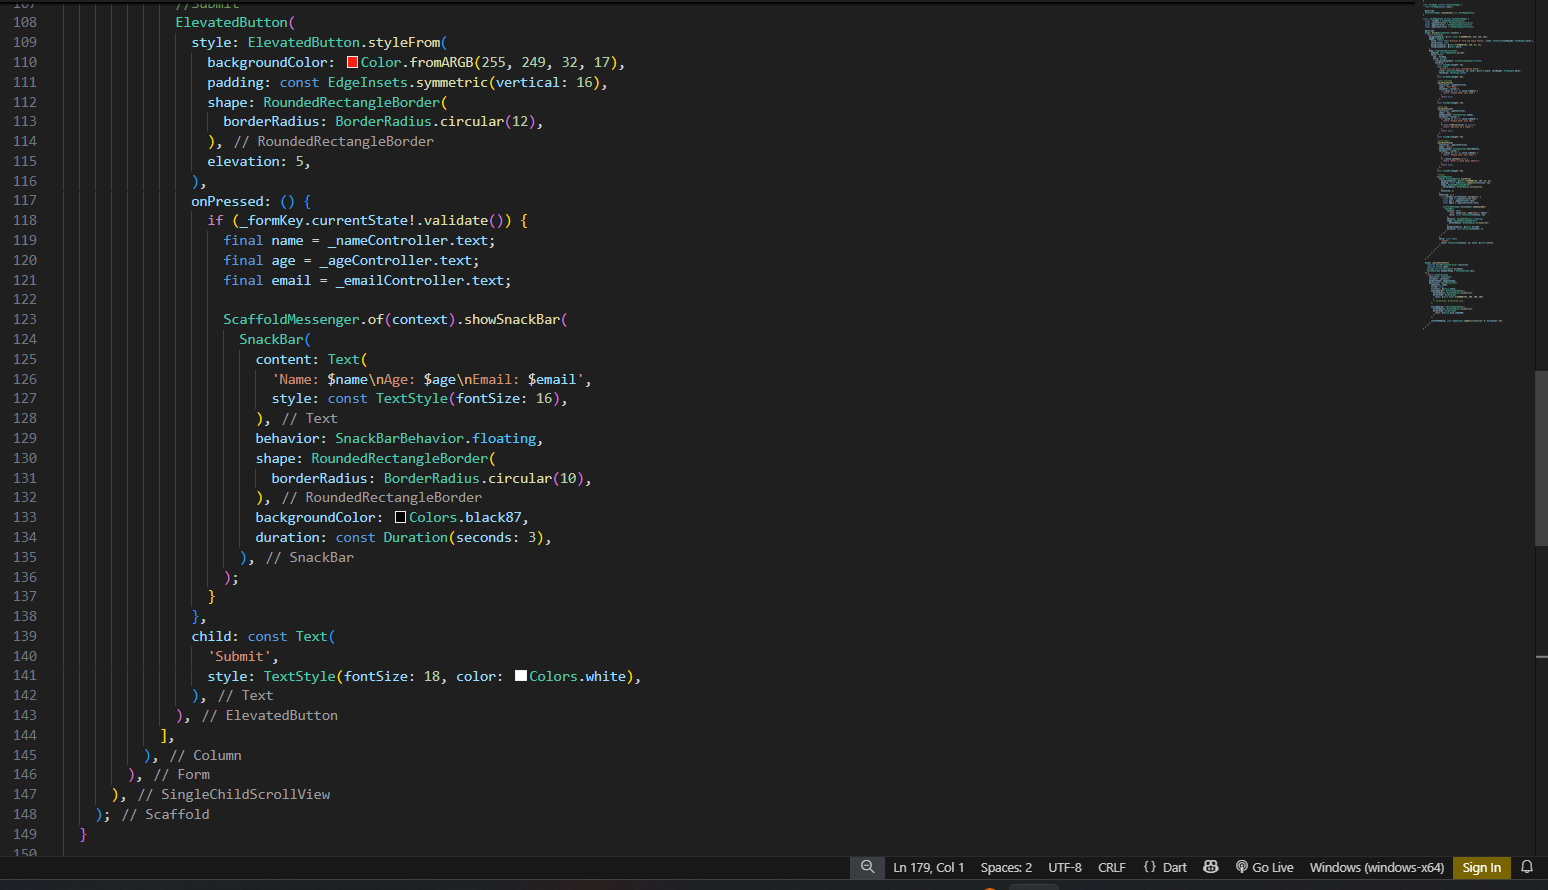 107 //Submit
108 ElevatedButton(
109 style: ElevatedButton.styleFrom(
110 backgroundColor: Color.fromARGB(255, 249, 32, 17),
111 padding: const EdgeInsets.symmetric(vertical: 16),
112 shape: RoundedRectangleBorder(
113 borderRadius: BorderRadius.circular(12),
114 ), // RoundedRectangleBorder
115 elevation: 5,
116 ),
117 onPressed: () {
118 if (_formKey.currentState!.validate()) {
119 final name = _nameController.text;
120 final age = _ageController.text;
121 final email = _emailController.text;
122
123 ScaffoldMessenger.of(context).showSnackBar(
124 SnackBar(
125 content: Text(
126 'Name: $name\nAge: $age\nEmail: $email',
127 style: const TextStyle(fontSize: 16),
128 ), // Text
129 behavior: SnackBarBehavior.floating,
130 shape: RoundedRectangleBorder(
131 borderRadius: BorderRadius.circular(10),
132 ), // RoundedRectangleBorder
133 backgroundColor: Colors.black87,
134 duration: const Duration(seconds: 3),
135 ), // SnackBar
136 );
137 }
138 },
139 child: const Text(
140 'Submit',
141 style: TextStyle(fontSize: 18, color: Colors.white),
142 ), // Text
143 ), // ElevatedButton
144 ],
145 ), // Column
146 ), // Form
147 ), // SingleChildScrollView
148 ); // Scaffold
149 }
150
Ln 179, Col 1 Spaces: 2 UTF-8 CRLF {} Dart Go Live Windows (windows-x64) Sign In